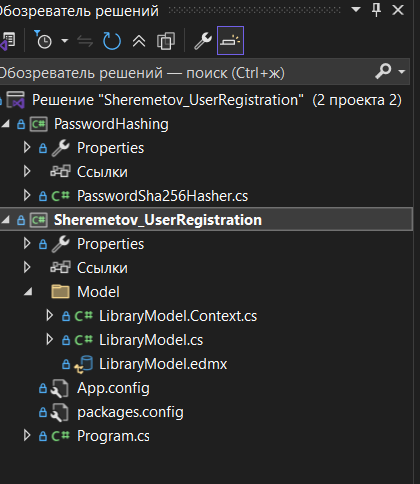 Обозреватель решений
Обозреватель решений — поиск (Ctrl+ж)
Решение "Sheremetov_UserRegistration" (2 проекта 2)
C# PasswordHashing
Properties
Ссылки
C# PasswordSha256Hasher.cs
C# Sheremetov_UserRegistration
Properties
Ссылки
Model
C# LibraryModel.Context.cs
C# LibraryModel.cs
LibraryModel.edmx
App.config
packages.config
C# Program.cs